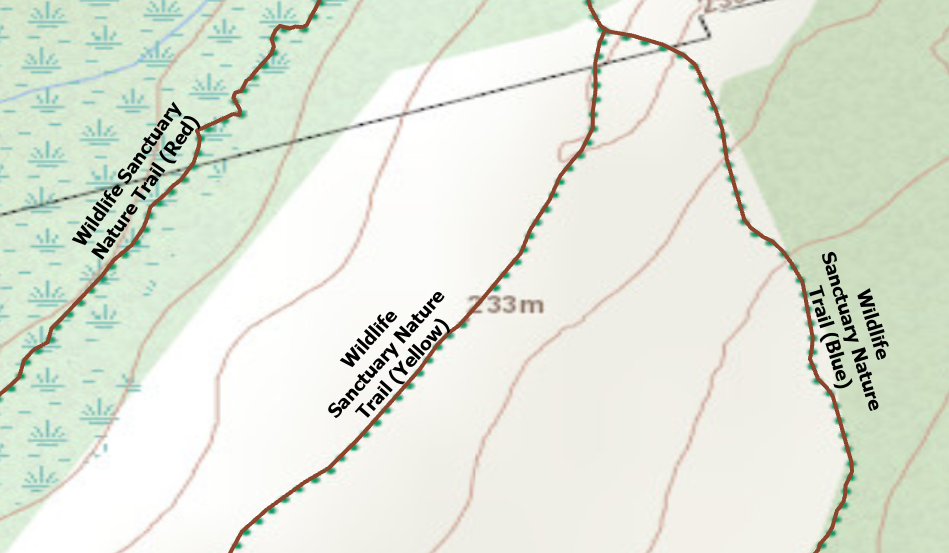 Wildlife Sanctuary
Nature Trail (Red)
Wildlife
Sanctuary Nature
Trail (Yellow)
233m
Wildlife
Sanctuary Nature
Trail (Blue)